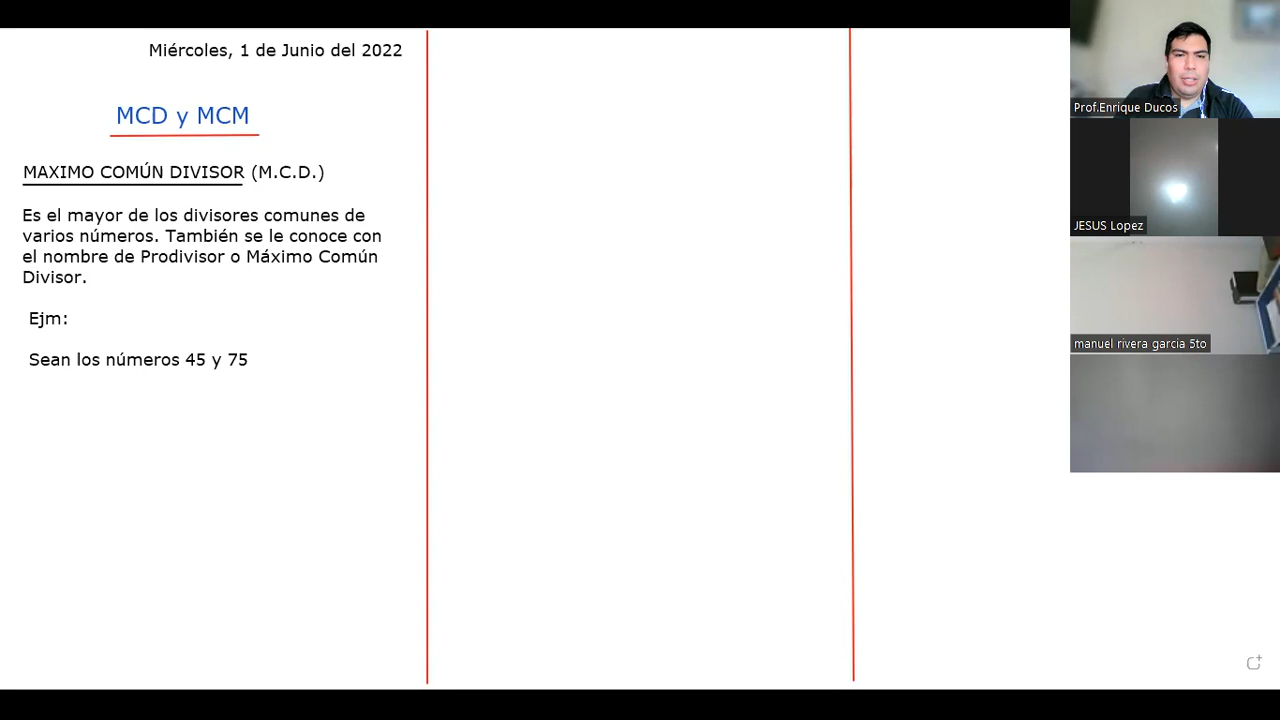 Miércoles, 1 de Junio del 2022
MCD y MCM
MAXIMO COMÚN DIVISOR (M.C.D.)
Es el mayor de los divisores comunes de
varios números. También se le conoce con
el nombre de Prodivisor o Máximo Común
Divisor.
Ejm:
Sean los números 45 y 75
Prof.Enrique Ducos
JESUS Lopez
manuel rivera garcia 5to